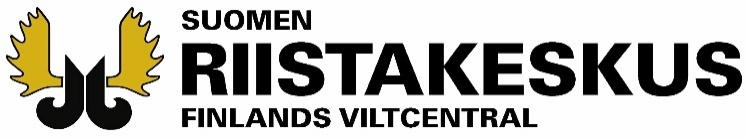 SUOMEN
RIISTAKESKUS
FINLANDS VILTCENTRAL